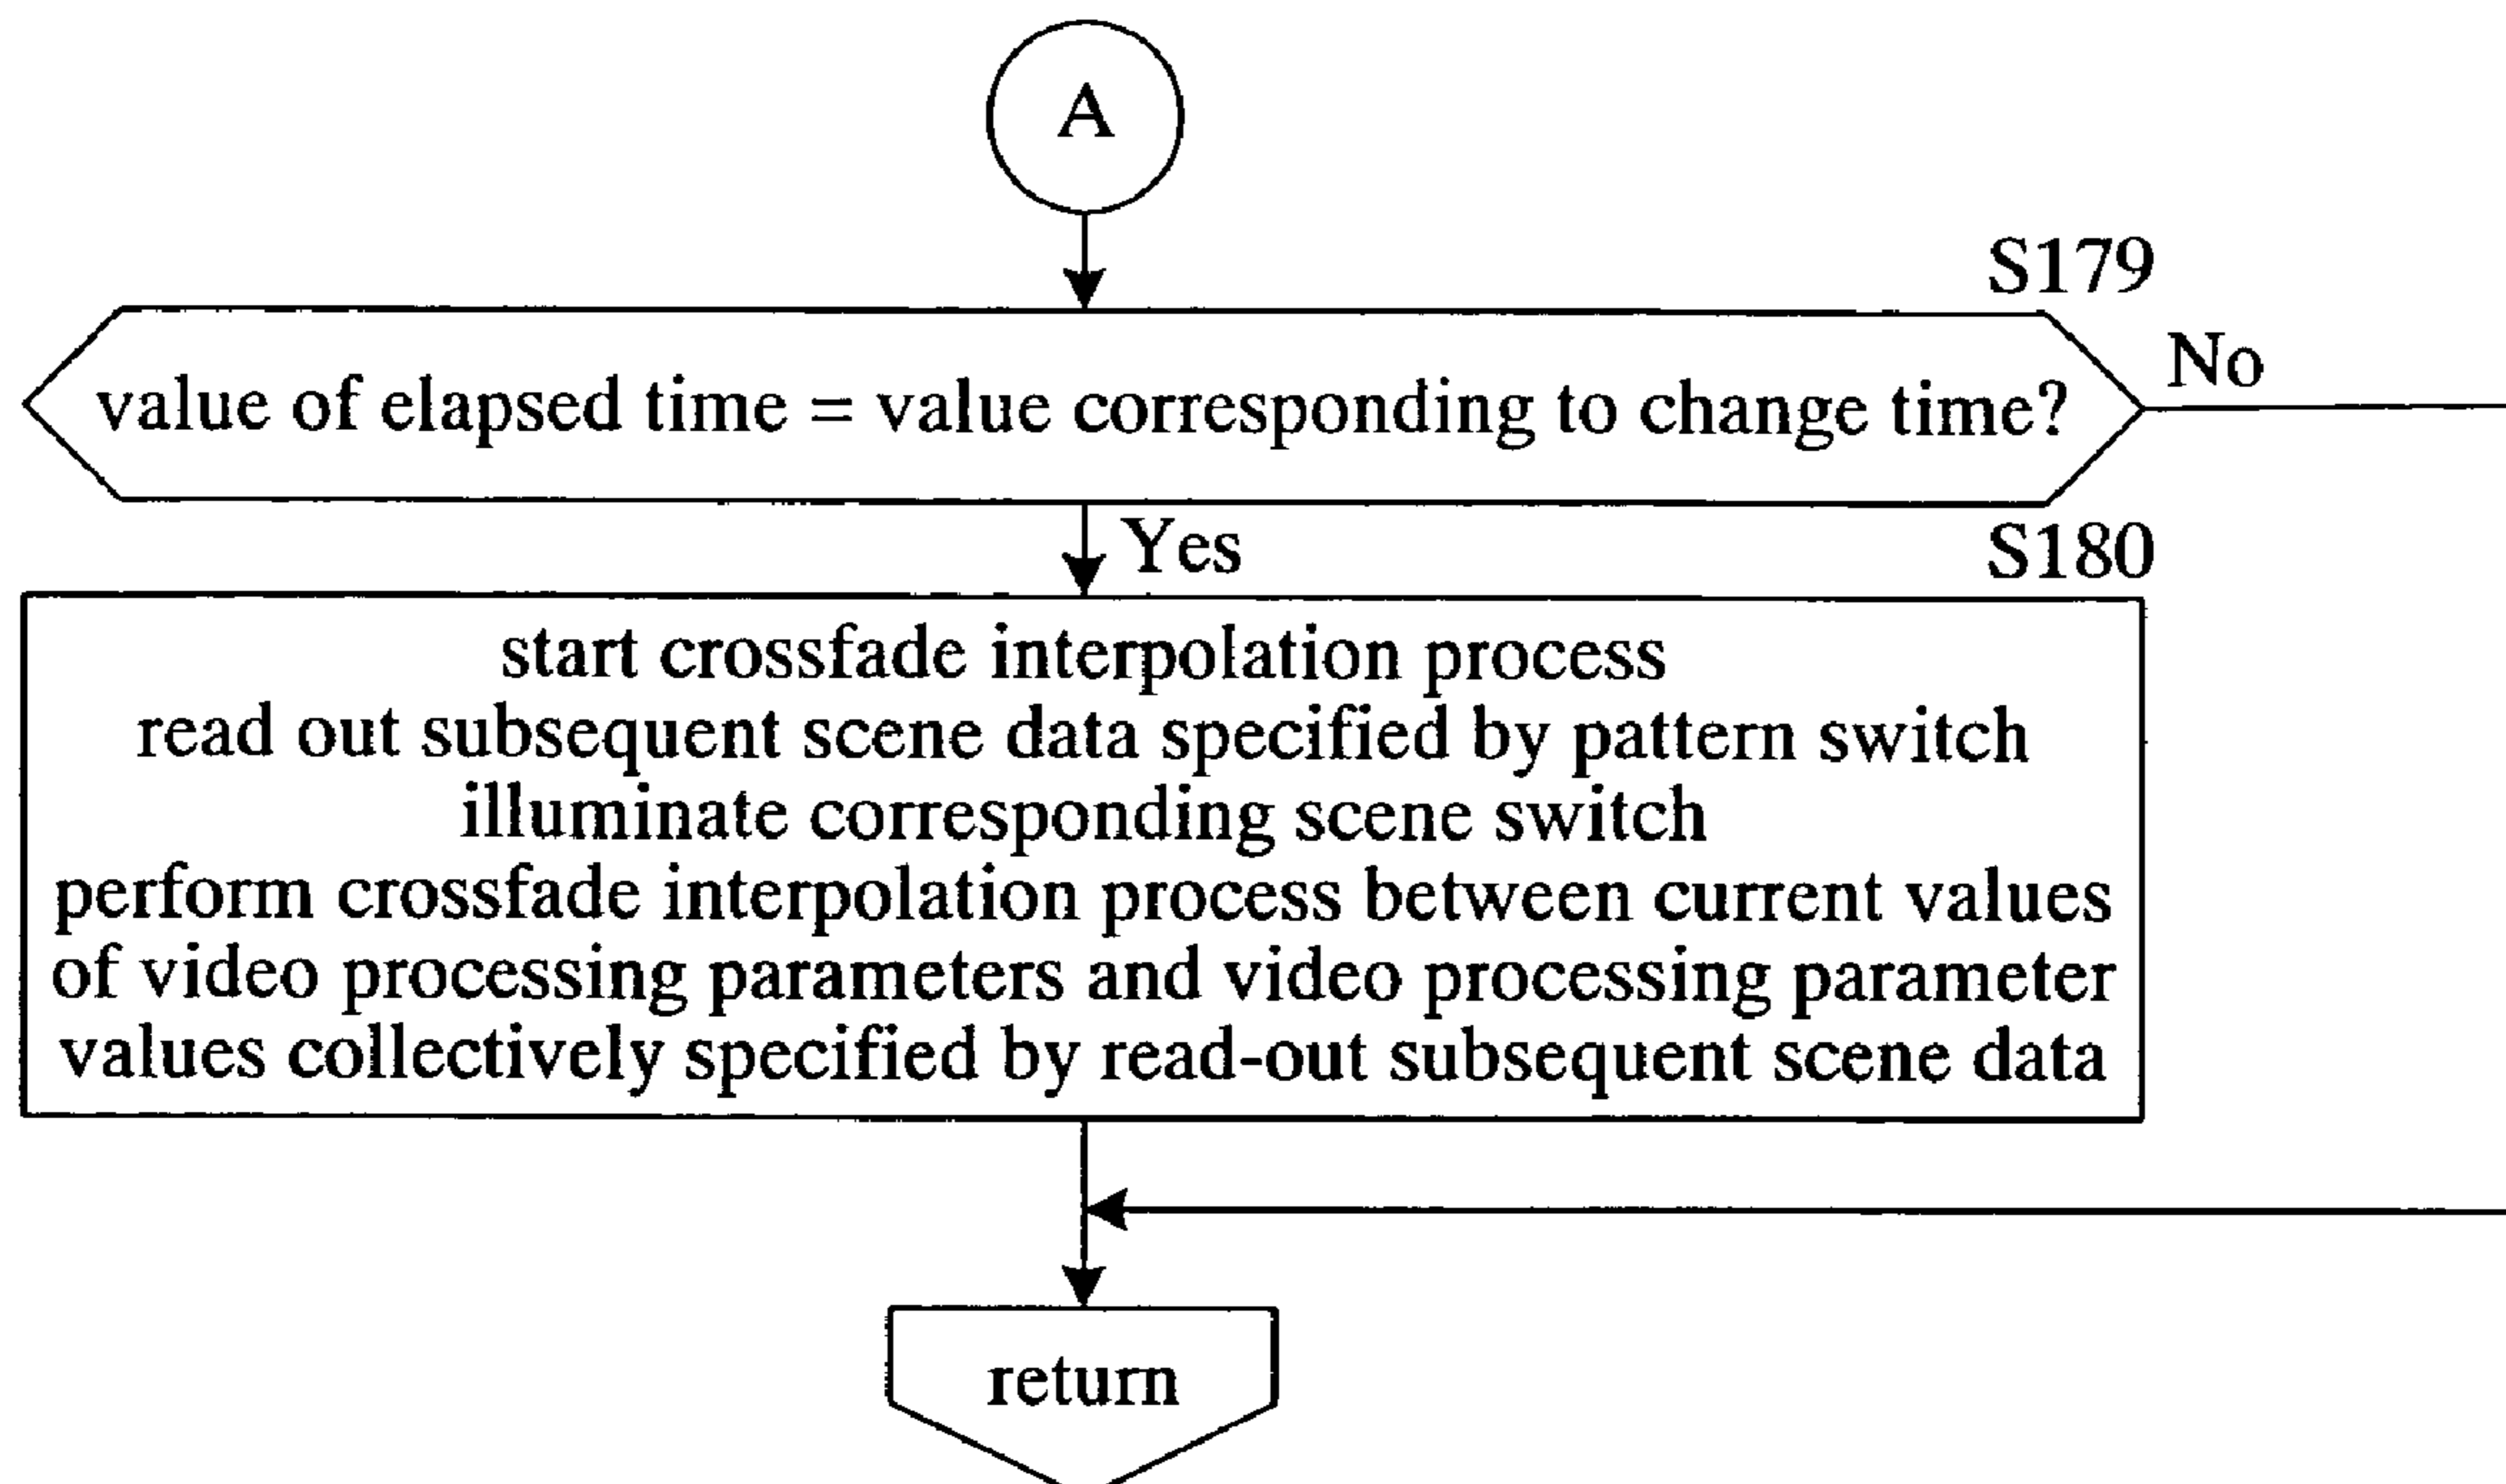 A
S179
value of elapsed time = value corresponding to change time?
No
Yes
S180
start crossfade interpolation process
read out subsequent scene data specified by pattern switch
illuminate corresponding scene switch
perform crossfade interpolation process between current values
of video processing parameters and video processing parameter
values collectively specified by read-out subsequent scene data
return